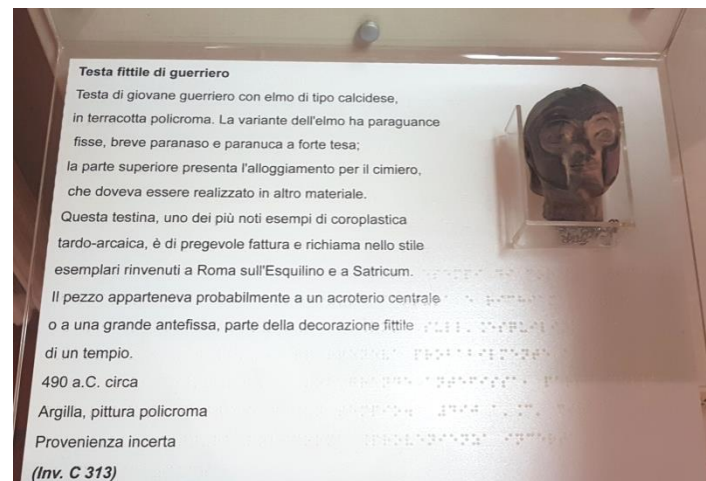 Testa fittile di guerriero
Testa di giovane guerriero con elmo di tipo calcidese,
in terracotta policroma. La variante dell'elmo ha paraguance
fisse, breve paranaso e paranuca a forte tesa;
la parte superiore presenta l'alloggiamento per il cimiero,
che doveva essere realizzato in altro materiale.
Questa testina, uno dei più noti esempi di coroplastica
tardo-arcaica, è di pregevole fattura e richiama nello stile
esemplari rinvenuti a Roma sull'Esquilino e a Satricum.
Il pezzo apparteneva probabilmente a un acroterio centrale
o a una grande antefissa, parte della decorazione fittile
di un tempio.
490 a.C. circa
Argilla, pittura policroma
Provenienza incerta
(Inv. C 313)